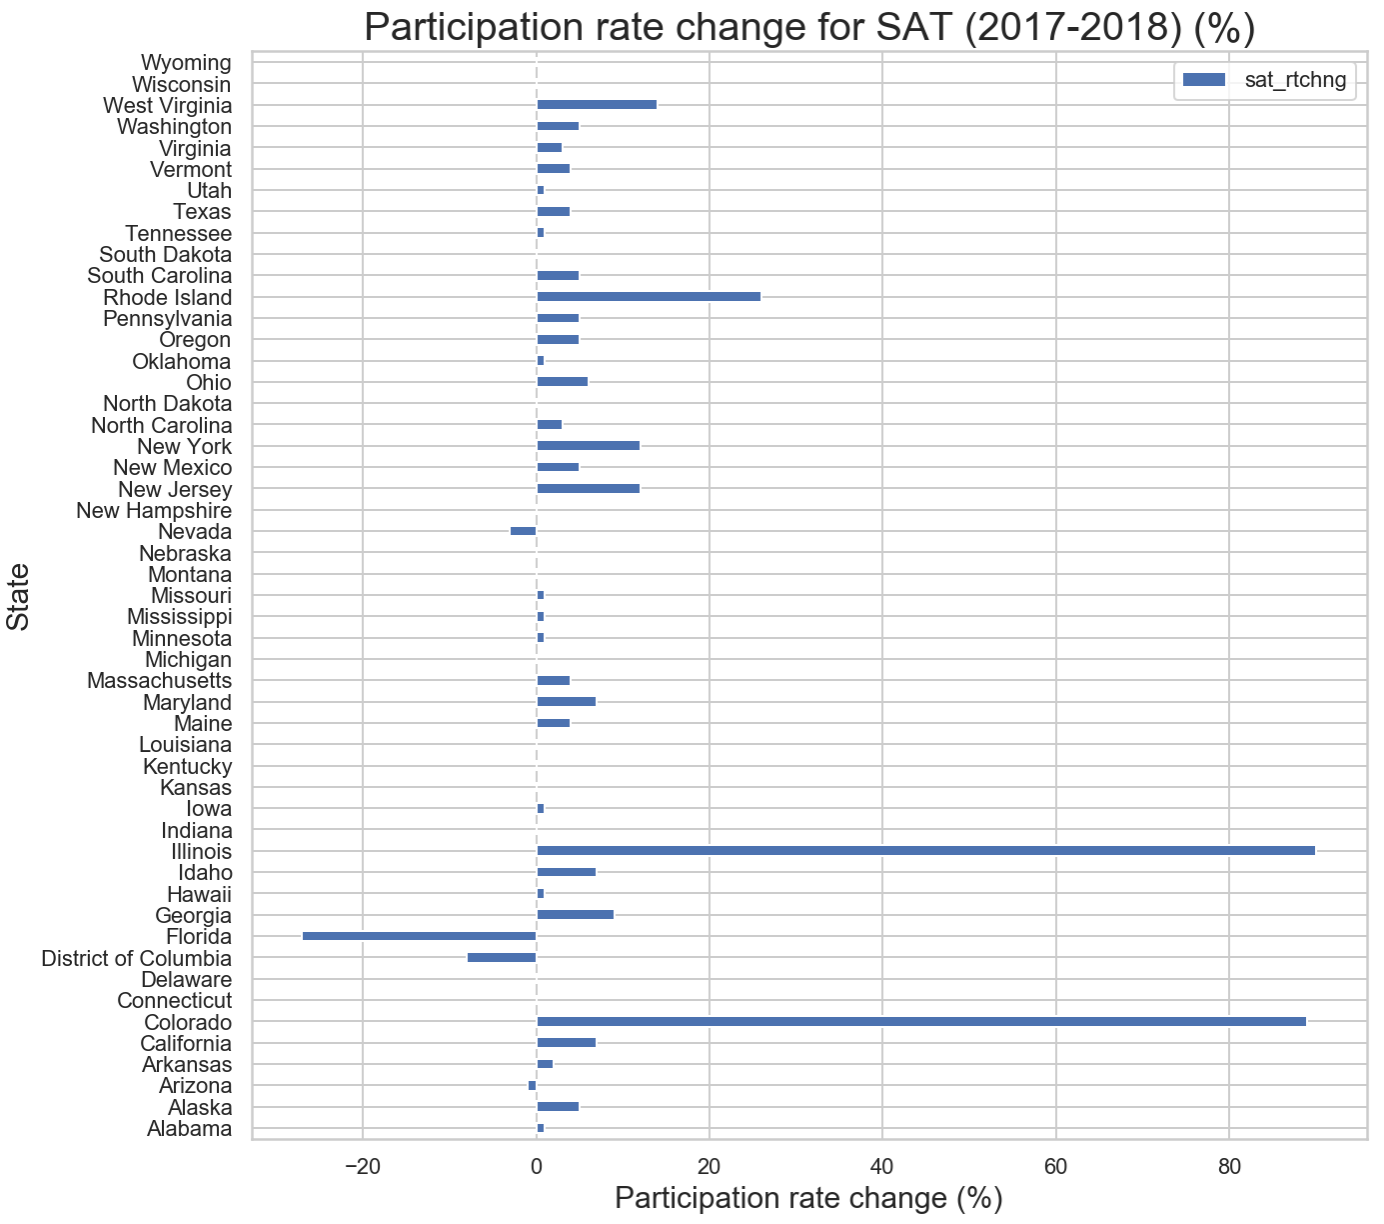 Participation rate change for SAT (2017-2018) (%)
sat_rtchng
Wyoming
Wisconsin
West Virginia
Washington
Virginia
Vermont
Utah
Texas
Tennessee
South Dakota
South Carolina
Rhode Island
Pennsylvania
Oregon
Oklahoma
Ohio
North Dakota
North Carolina
New York
New Mexico
New Jersey
New Hampshire
Nevada
Nebraska
Montana
Missouri
Mississippi
Minnesota
Michigan
Massachusetts
Maryland
Maine
Louisiana
Kentucky
Kansas
Iowa
Indiana
Illinois
Idaho
Hawaii
Georgia
Florida
District of Columbia
Delaware
Connecticut
Colorado
California
Arkansas
Arizona
Alaska
Alabama
State
−20 0 20 40 60 80
Participation rate change (%)